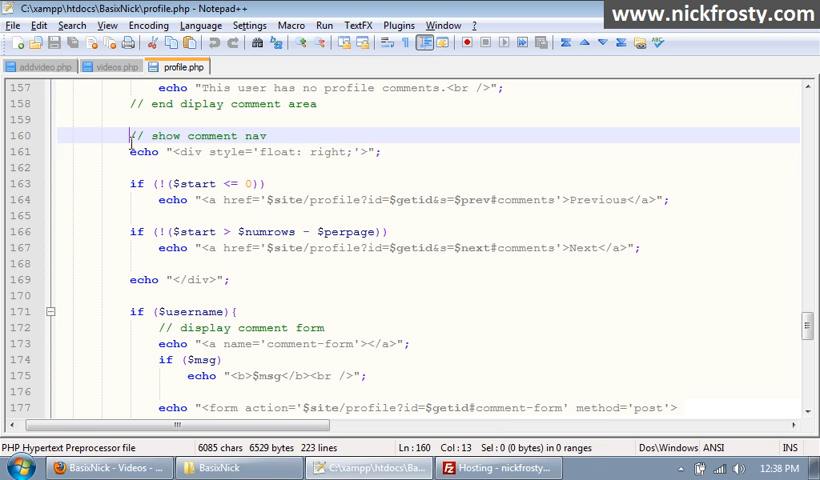 C:\xampp\htdocs\BasixNick\profile.php - Notepad++
www.nickfrosty.com
File Edit Search View Encoding Language Settings Macro Run TextFX Plugins Window ?
addvideo.php videos.php profile.php
157 echo "This user has no profile comments.<br />";
158 // end diplay comment area
159
160 // show comment nav
161 echo "<div style='float: right;'>";
162
163 if (!($start <= 0))
164 echo "<a href='$site/profile?id=$getid&s=$prev#comments'>Previous</a>";
165
166 if (!($start > $numrows - $perpage))
167 echo "<a href='$site/profile?id=$getid&s=$next#comments'>Next</a>";
168
169 echo "</div>";
170
171 if ($username){
172 // display comment form
173 echo "<a name='comment-form'></a>";
174 if ($msg)
175 echo "<b>$msg</b><br />";
176
177 echo "<form action='$site/profile?id=$getid#comment-form' method='post'>
PHP Hypertext Preprocessor file 6085 chars 6529 bytes 223 lines Ln : 160 Col : 13 Sel : 0 (0 bytes) in 0 ranges Dos\Windows ANSI INS
BasixNick - Videos - ... BasixNick C:\xampp\htdocs\Ba... Hosting - nickfrosty... 12:38 PM